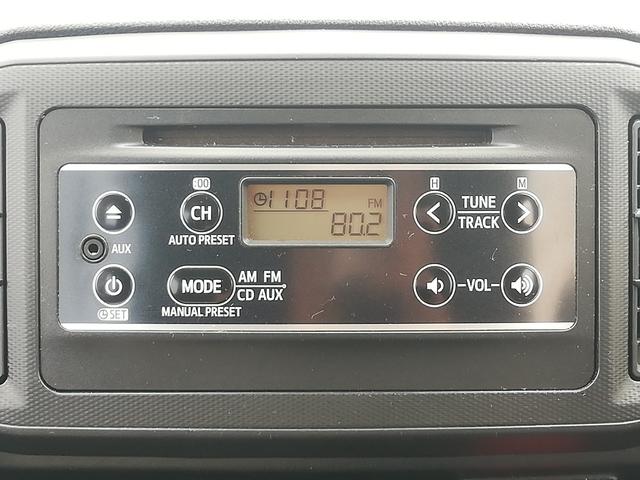 :00
H
M
1108
FM
80.2
CH
AUTO PRESET
TUNE
TRACK
AUX
MODE
AM FM
CD AUX
MANUAL PRESET
SET
-VOL-